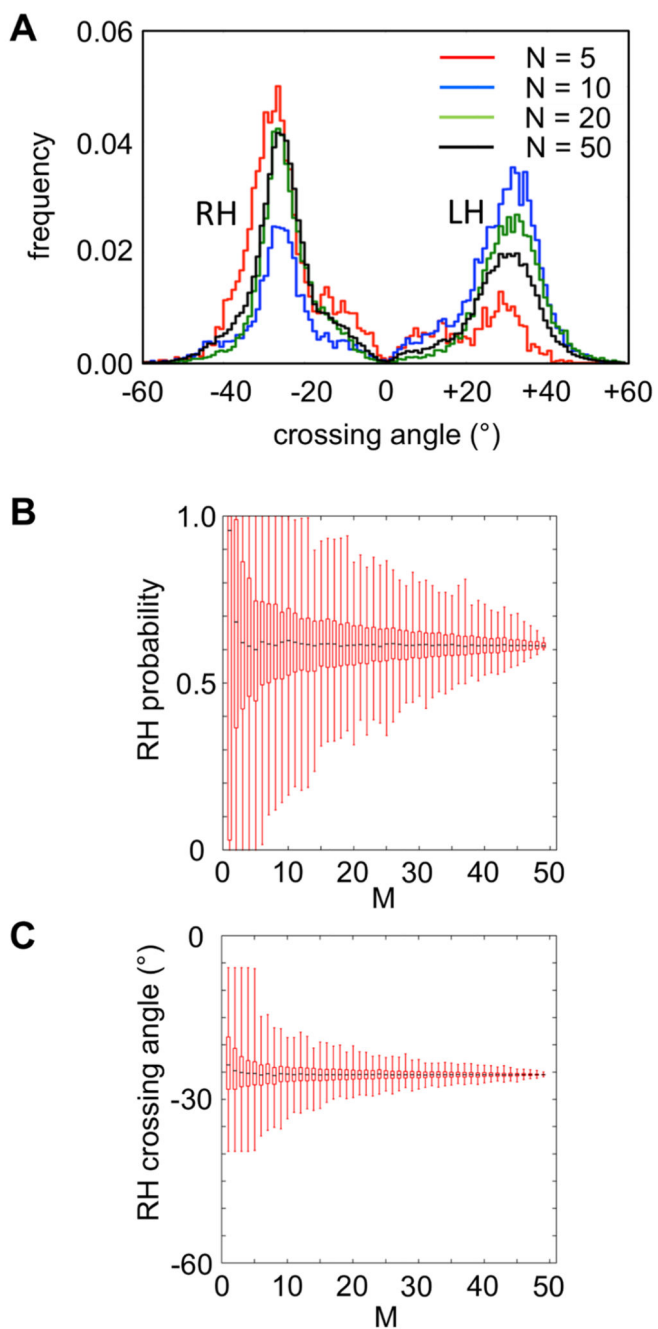 A
0.06
0.04
0.02
0.00
frequency
N = 5
N = 10
N = 20
N = 50
RH
LH
-60 -40 -20 0 +20 +40 +60
crossing angle (°)
B
1.0
0.5
0
RH probability
0 10 20 30 40 50
M
C
0
-30
-60
RH crossing angle (°)
0 10 20 30 40 50
M